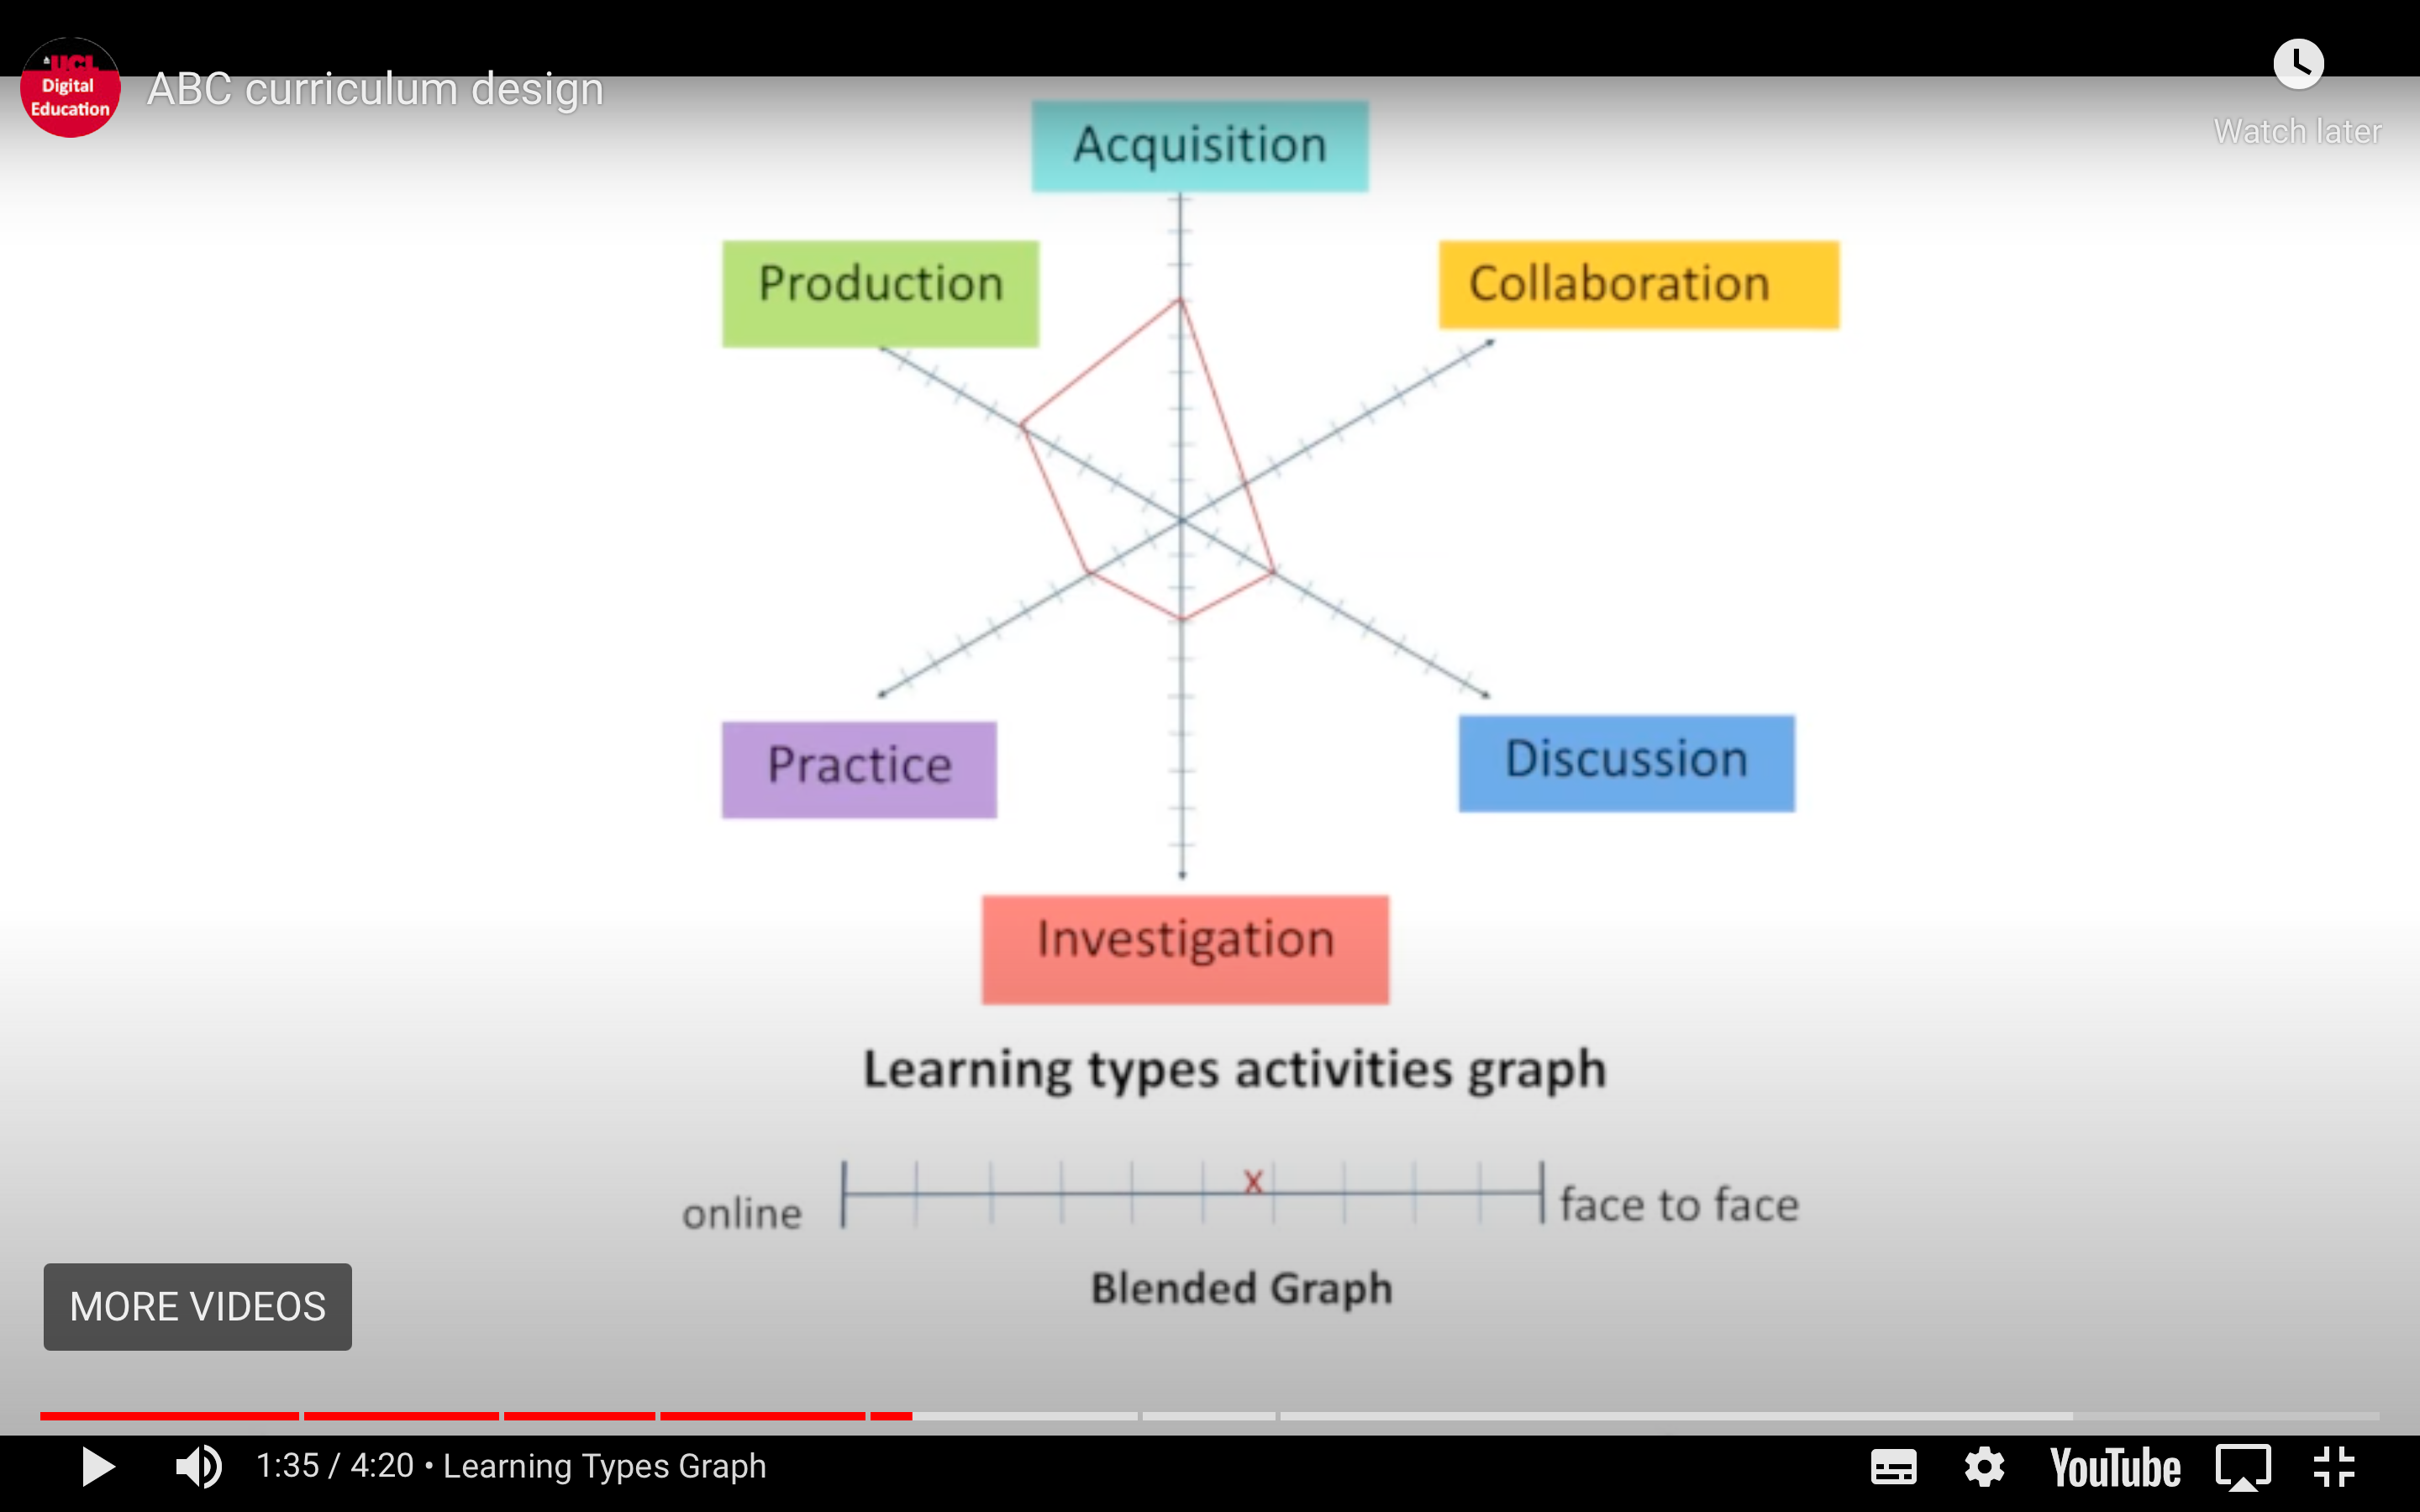 UCL
Digital
Education
ABC curriculum design
Watch later
Acquisition
Production
Collaboration
Practice
Discussion
Investigation
Learning types activities graph
x
online
face to face
Blended Graph
MORE VIDEOS
1:35 / 4:20 • Learning Types Graph
YouTube